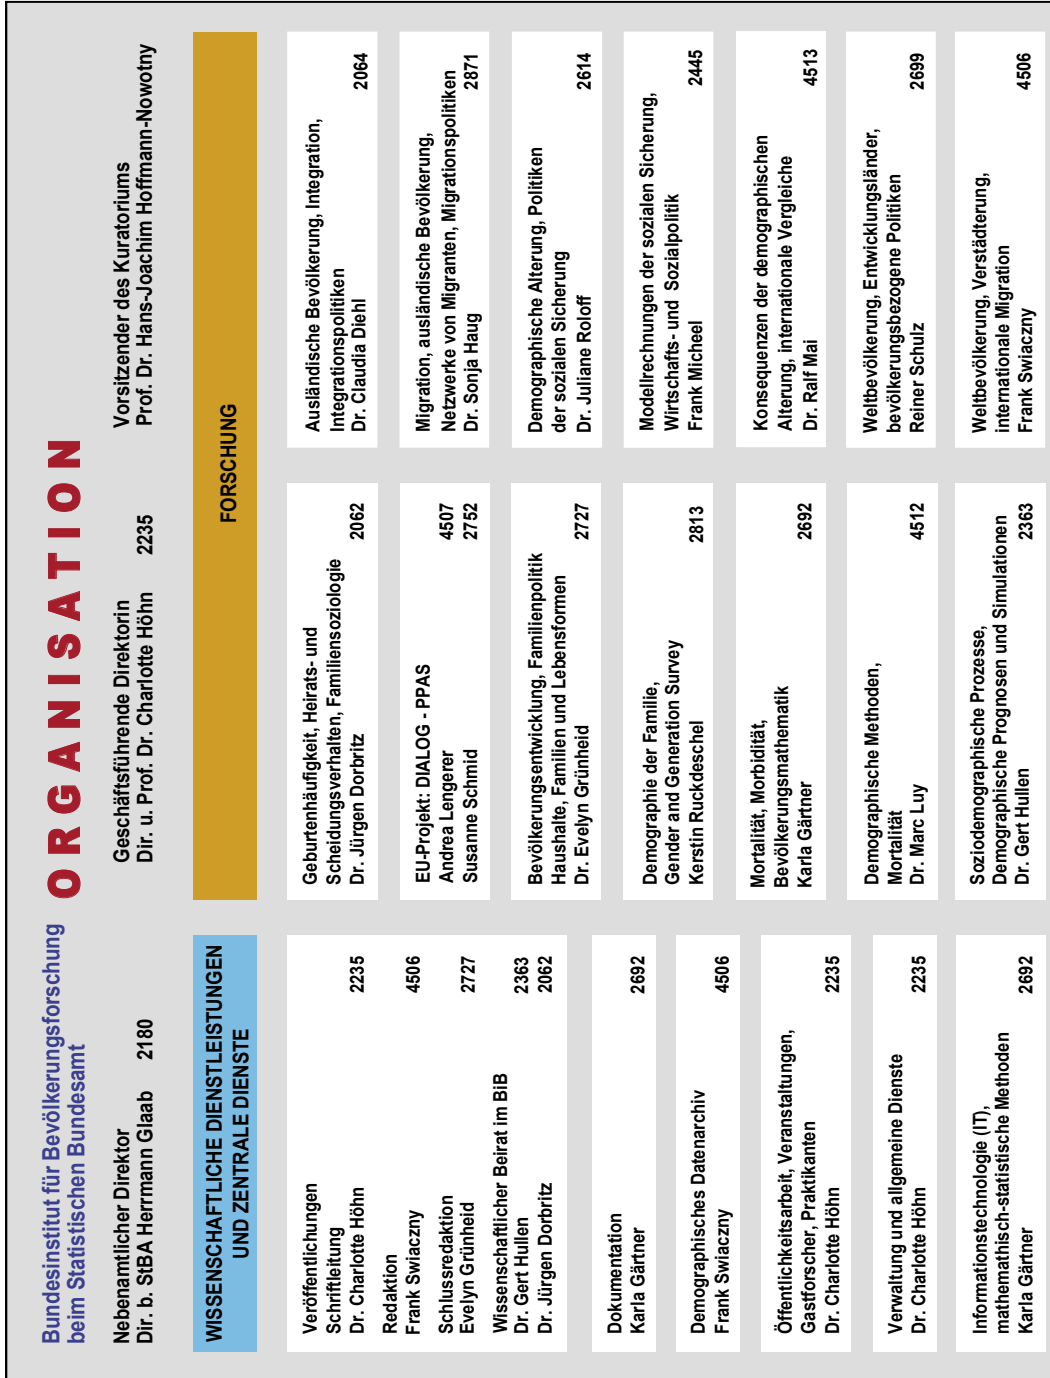 Bundesinstitut für Bevölkerungsforschung
beim Statistischen Bundesamt
ORGANISATION
Nebenamtlicher Direktor
Dir. b. StBA Herrmann Glaab 2180
Geschäftsführende Direktorin
Dir. u. Prof. Dr. Charlotte Höhn 2235
Vorsitzender des Kuratoriums
Prof. Dr. Hans-Joachim Hoffmann-Nowotny
WISSENSCHAFTLICHE DIENSTLEISTUNGEN
UND ZENTRALE DIENSTE
Veröffentlichungen
Schriftleitung
Dr. Charlotte Höhn 2235
Redaktion
Frank Swiaczny 4506
Schlussredaktion
Evelyn Grünheid 2727
Wissenschaftlicher Beirat im BiB
Dr. Gert Hullen 2363
Dr. Jürgen Dorbritz 2062
Dokumentation
Karla Gärtner 2692
Demographisches Datenarchiv
Frank Swiaczny 4506
Öffentlichkeitsarbeit, Veranstaltungen,
Gastforscher, Praktikanten
Dr. Charlotte Höhn 2235
Verwaltung und allgemeine Dienste
Dr. Charlotte Höhn 2235
Informationstechnologie (IT),
mathemathisch-statistische Methoden
Karla Gärtner 2692
FORSCHUNG
Geburtenhäufigkeit, Heirats- und
Scheidungsverhalten, Familiensoziologie
Dr. Jürgen Dorbritz 2062
EU-Projekt: DIALOG - PPAS
Andrea Lengerer 4507
Susanne Schmid 2752
Bevölkerungsentwicklung, Familienpolitik
Haushalte, Familien und Lebensformen
Dr. Evelyn Grünheid 2727
Demographie der Familie,
Gender and Generation Survey
Kerstin Ruckdeschel 2813
Mortalität, Morbidität,
Bevölkerungsmathematik
Karla Gärtner 2692
Demographische Methoden,
Mortalität
Dr. Marc Luy 4512
Soziodemographische Prozesse,
Demographische Prognosen und Simulationen
Dr. Gert Hullen 2363
Ausländische Bevölkerung, Integration,
Integrationspolitiken
Dr. Claudia Diehl 2064
Migration, ausländische Bevölkerung,
Netzwerke von Migranten, Migrationspolitiken
Dr. Sonja Haug 2871
Demographische Alterung, Politiken
der sozialen Sicherung
Dr. Juliane Roloff 2614
Modellrechnungen der sozialen Sicherung,
Wirtschafts- und Sozialpolitik
Frank Micheel 2445
Konsequenzen der demographischen
Alterung, internationale Vergleiche
Dr. Ralf Mai 4513
Weltbevölkerung, Entwicklungsländer,
bevölkerungsbezogene Politiken
Reiner Schulz 2699
Weltbevölkerung, Verstädterung,
internationale Migration
Frank Swiaczny 4506